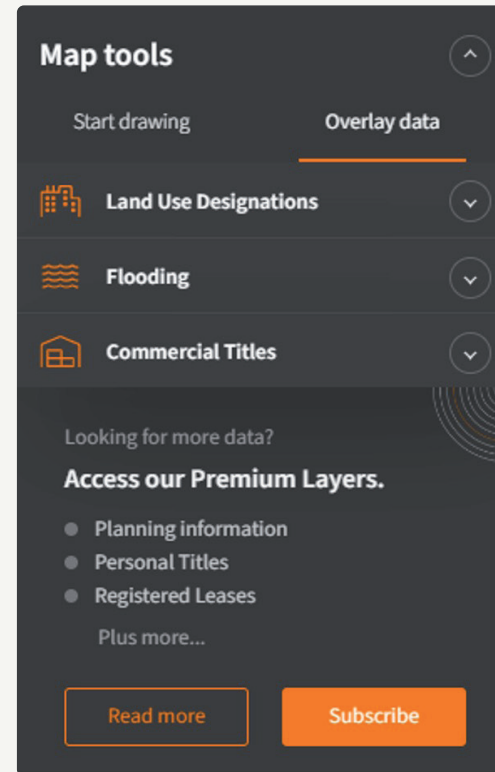 Map tools
Start drawing
Overlay data
Land Use Designations
Flooding
Commercial Titles
Looking for more data?
Access our Premium Layers.
Planning information
Personal Titles
Registered Leases
Plus more...
Read more
Subscribe